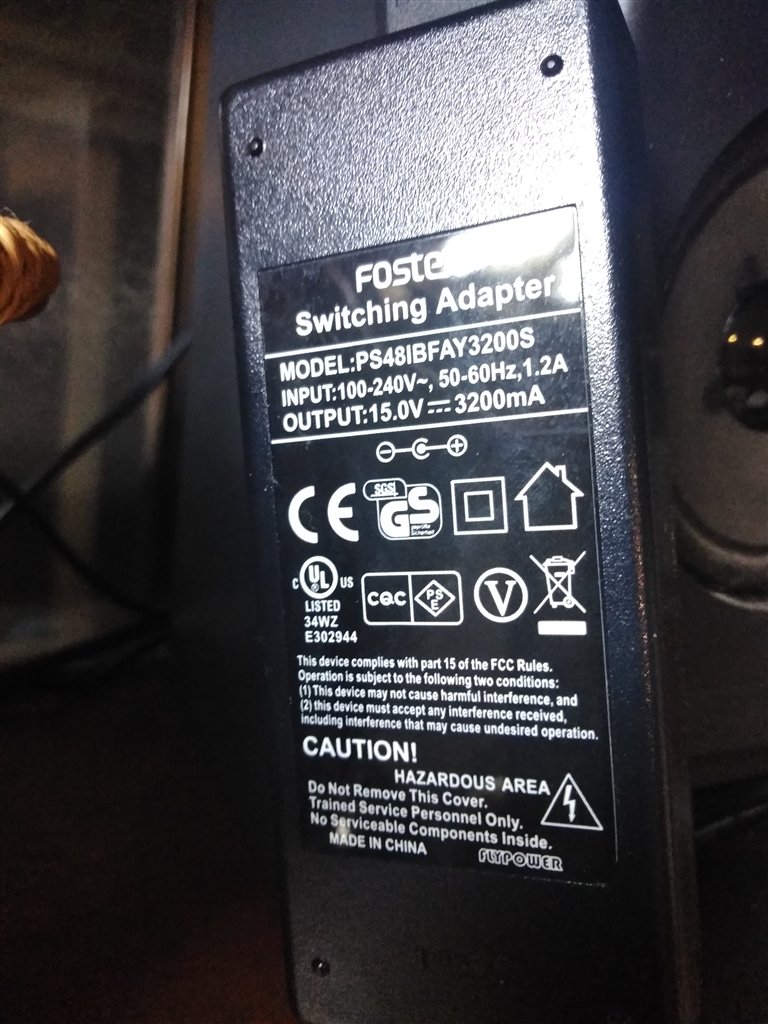 Switching Adapter
MODEL:PS48IBFAY3200S
INPUT:100-240V~, 50-60Hz,1.2A
OUTPUT:15.0V⎓3200mA
CE
SGS
GS
geprüfte
Sicherheit
C UL US
LISTED
34WZ
E302944
CQC
PSE
V
This device complies with part 15 of the FCC Rules.
Operation is subject to the following two conditions:
(1) This device may not cause harmful interference, and
(2) this device must accept any interference received,
including interference that may cause undesired operation.
CAUTION!
HAZARDOUS AREA
Do Not Remove This Cover.
Trained Service Personnel Only.
No Serviceable Components Inside.
MADE IN CHINA
FLYPOWER